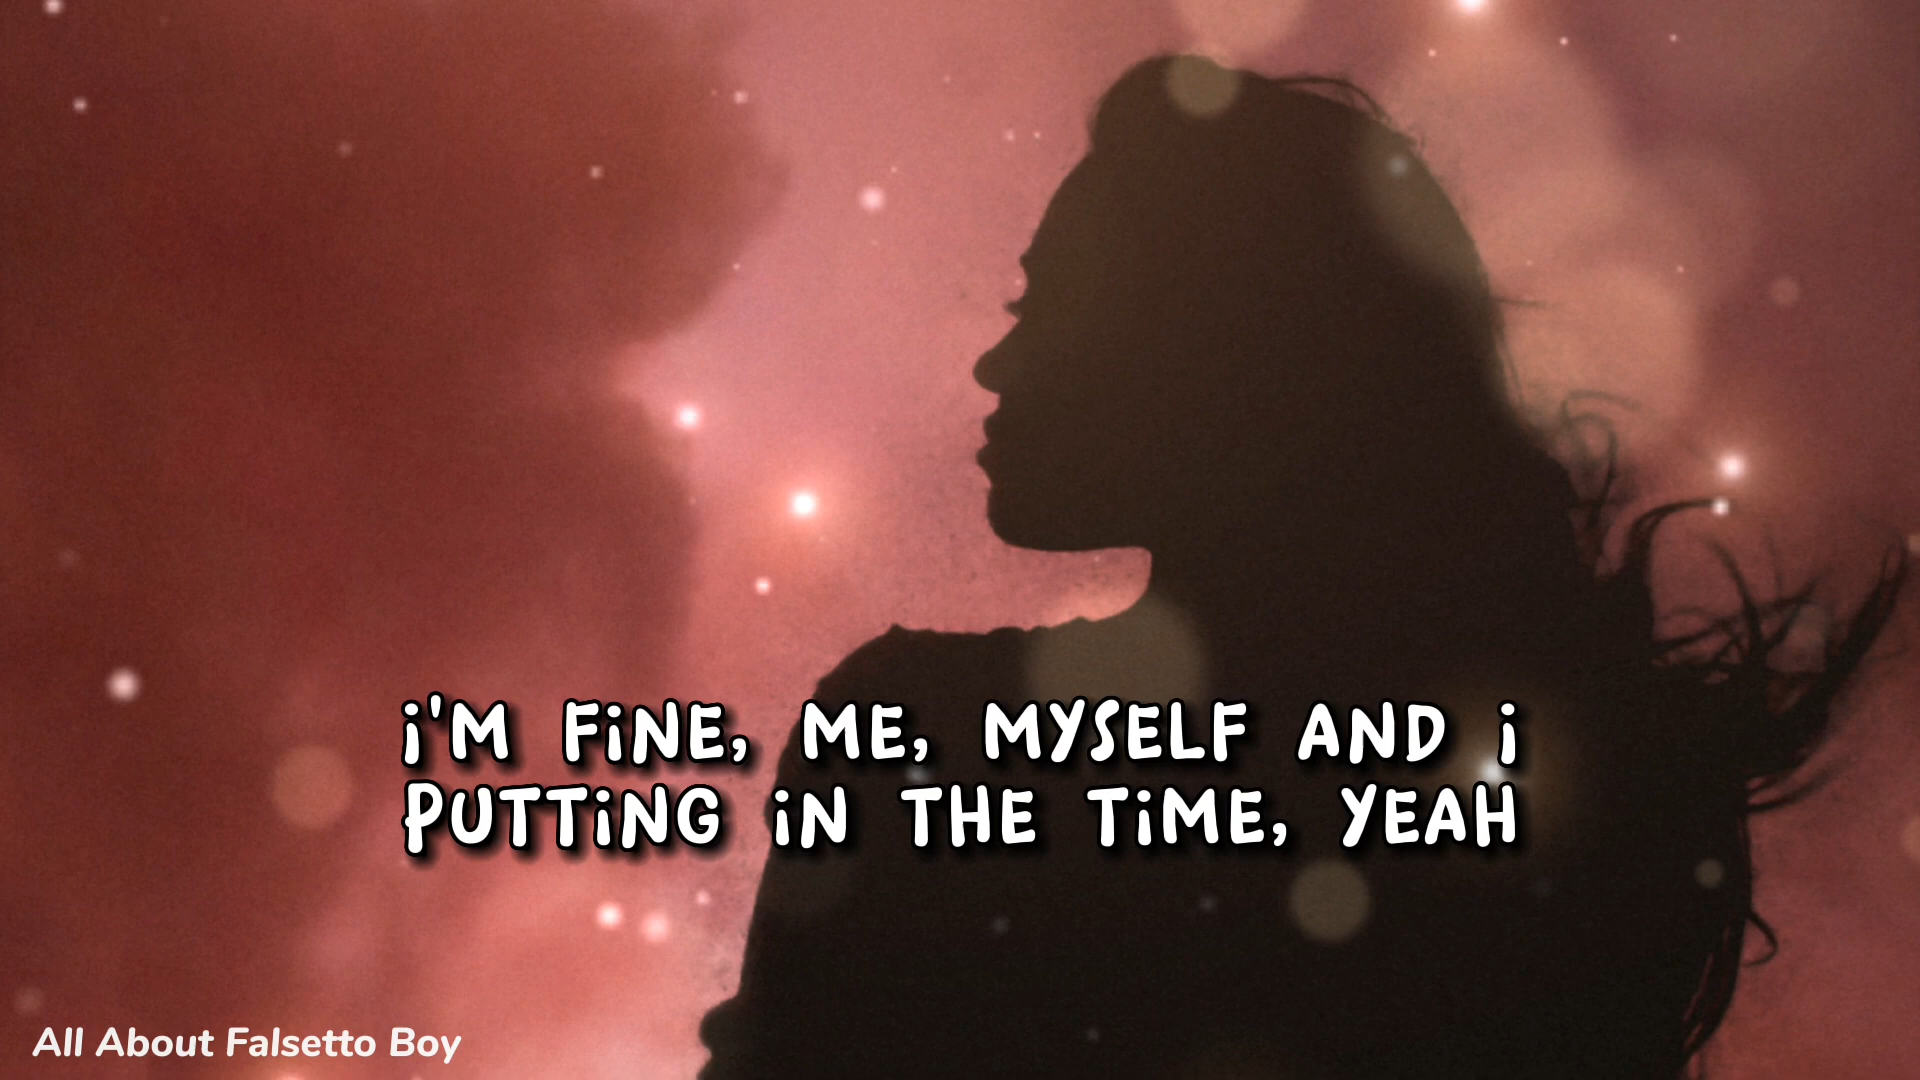 i'M FiNE, ME, MYSELF AND i
PUTTiNG iN THE TiME, YEAH
All About Falsetto Boy